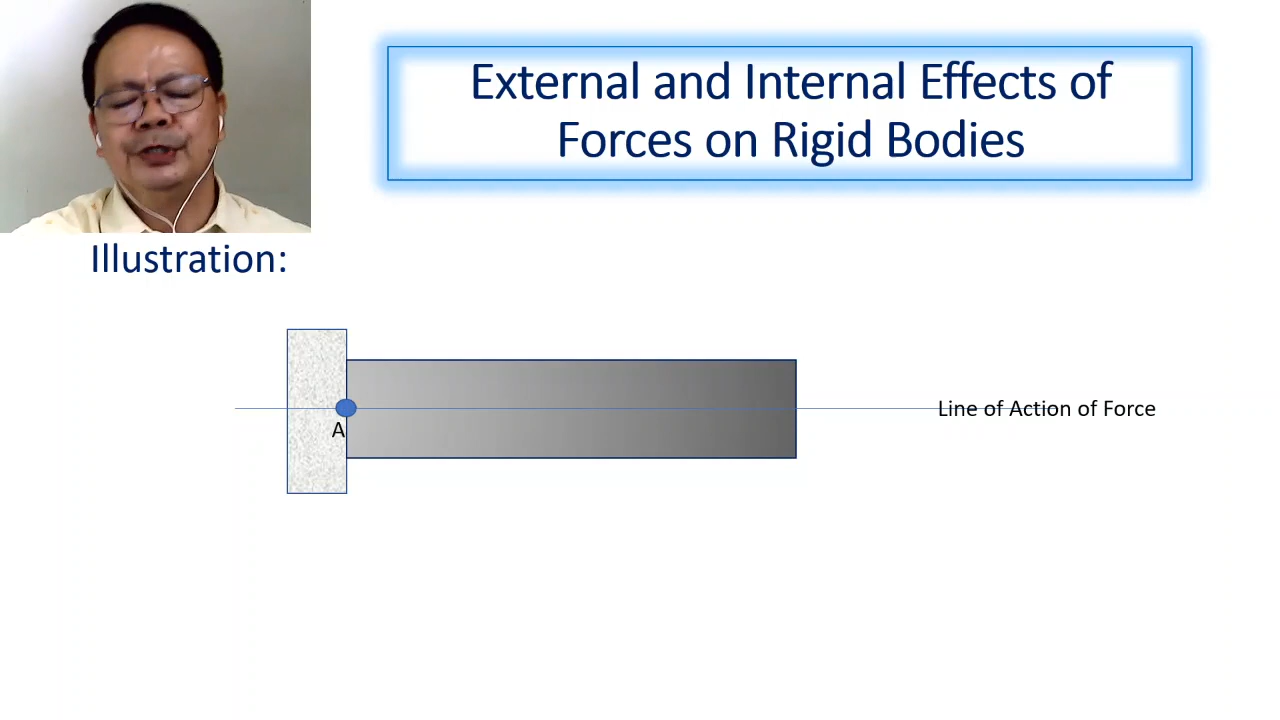 External and Internal Effects of
Forces on Rigid Bodies
Illustration:
A
Line of Action of Force